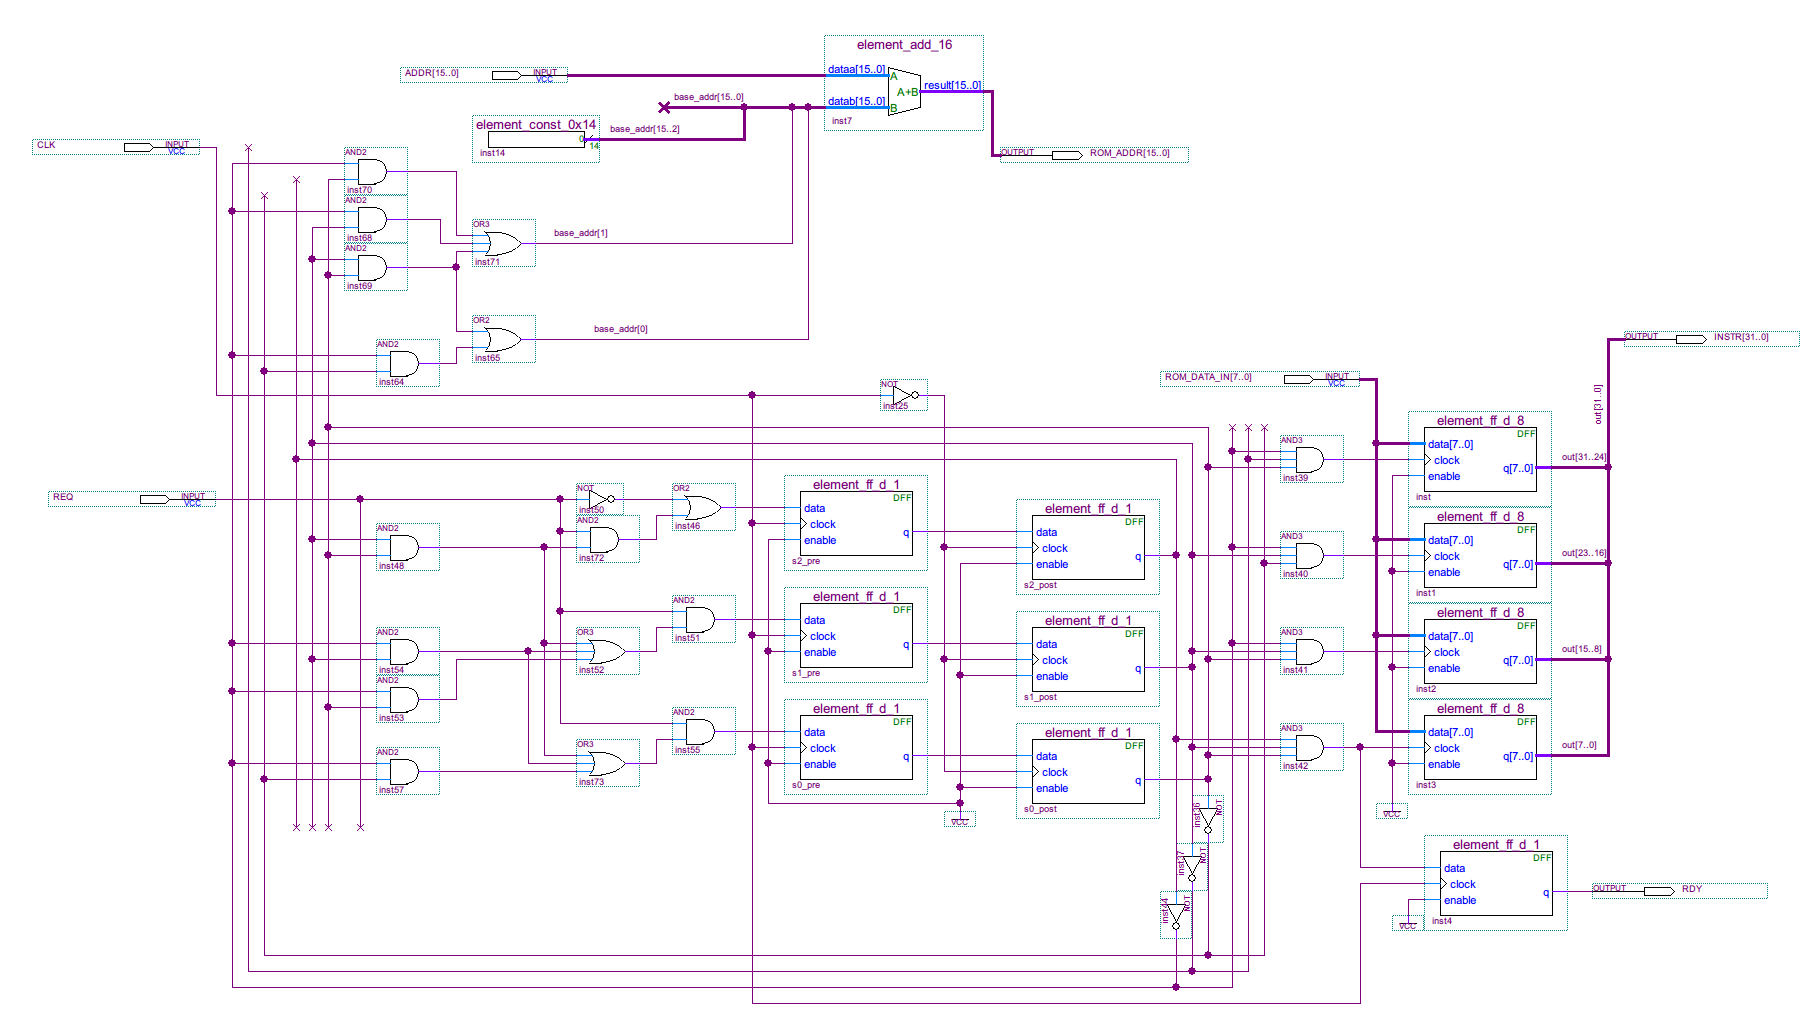 element_add_16
ADDR[15..0] INPUT VCC
dataa[15..0] A
result[15..0]
A+B
base_addr[15..0]
datab[15..0] B
inst7
element_const_0x14
base_addr[15..2]
0
14
inst14
OUTPUT ROM_ADDR[15..0]
CLK INPUT VCC
AND2
inst70
AND2
inst68
AND2
inst69
OR3
base_addr[1]
inst71
OR2
base_addr[0]
inst65
AND2
inst64
OUTPUT INSTR[31..0]
ROM_DATA_IN[7..0] INPUT VCC
NOT
inst25
out[31..0]
element_ff_d_8
DFF
data[7..0]
clock
q[7..0]
enable
inst
out[31..24]
AND3
inst39
REQ INPUT VCC
NOT
inst50
OR2
inst46
AND2
inst72
AND2
inst48
element_ff_d_1
DFF
data
clock
q
enable
s2_pre
element_ff_d_1
DFF
data
clock
q
enable
s2_post
AND3
inst40
element_ff_d_8
DFF
data[7..0]
clock
q[7..0]
enable
inst1
out[23..16]
AND2
inst51
AND2
inst54
OR3
inst52
AND2
inst53
element_ff_d_1
DFF
data
clock
q
enable
s1_pre
element_ff_d_1
DFF
data
clock
q
enable
s1_post
AND3
inst41
element_ff_d_8
DFF
data[7..0]
clock
q[7..0]
enable
inst2
out[15..8]
AND2
inst55
OR3
inst73
AND2
inst57
element_ff_d_1
DFF
data
clock
q
enable
s0_pre
element_ff_d_1
DFF
data
clock
q
enable
s0_post
VCC
AND3
inst42
element_ff_d_8
DFF
data[7..0]
clock
q[7..0]
enable
inst3
out[7..0]
VCC
NOT
NOT
NOT
element_ff_d_1
DFF
data
clock
q
enable
inst4
VCC
OUTPUT RDY